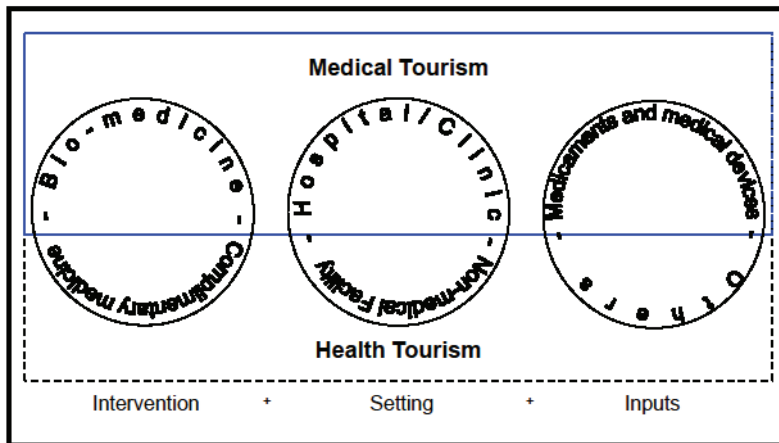 Medical Tourism
- Bio-medicine -
Complimentary medicine
- Hospital/Clinic -
Non-medical Facility
- Medicaments and medical devices -
Others
Health Tourism
Intervention + Setting + Inputs